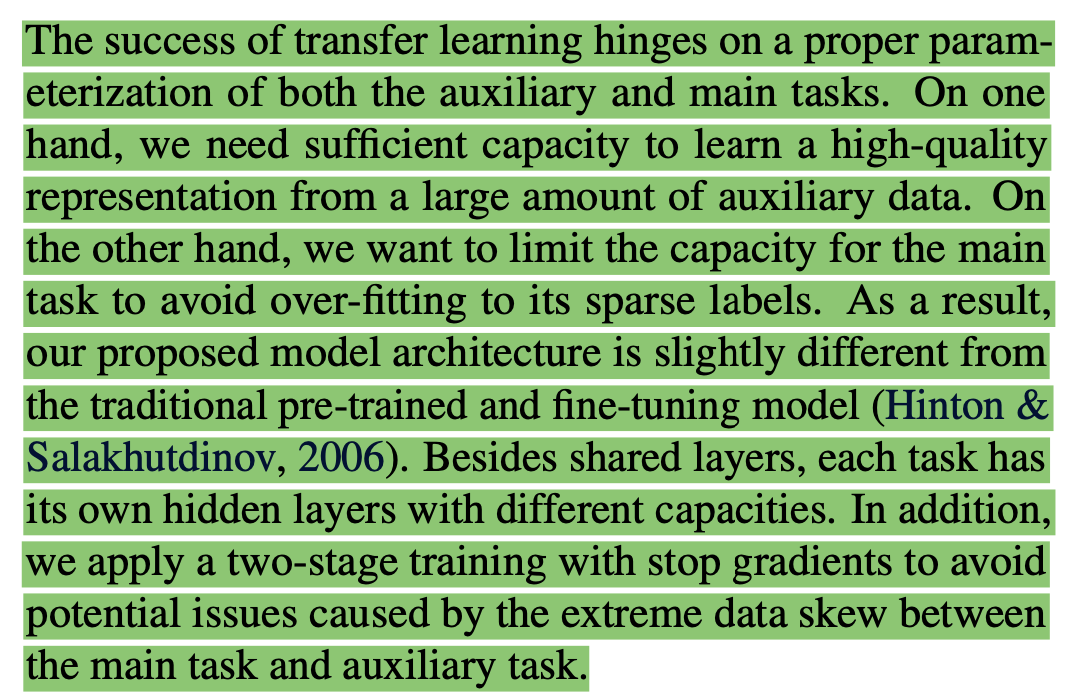 The success of transfer learning hinges on a proper param-
eterization of both the auxiliary and main tasks. On one
hand, we need sufficient capacity to learn a high-quality
representation from a large amount of auxiliary data. On
the other hand, we want to limit the capacity for the main
task to avoid over-fitting to its sparse labels. As a result,
our proposed model architecture is slightly different from
the traditional pre-trained and fine-tuning model (Hinton &
Salakhutdinov, 2006). Besides shared layers, each task has
its own hidden layers with different capacities. In addition,
we apply a two-stage training with stop gradients to avoid
potential issues caused by the extreme data skew between
the main task and auxiliary task.